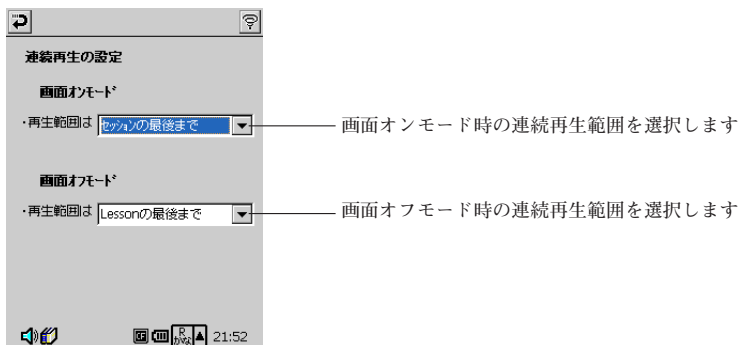 連続再生の設定
画面オンモード
・再生範囲は セッションの最後まで
画面オンモード時の連続再生範囲を選択します
画面オフモード
・再生範囲は Lessonの最後まで
画面オフモード時の連続再生範囲を選択します
R
かな
21:52